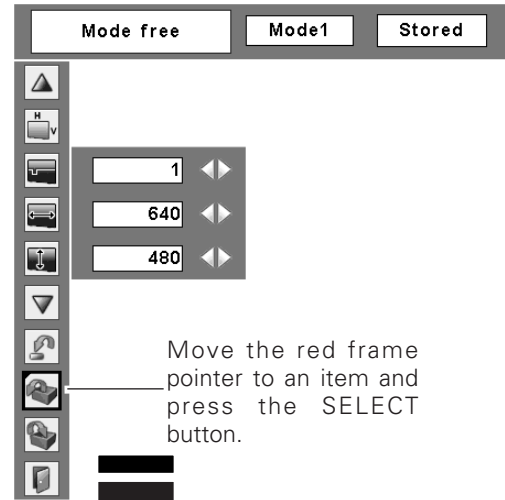 Mode free Mode1 Stored
H
V
1
640
480
Move the red frame
pointer to an item and
press the SELECT
button.